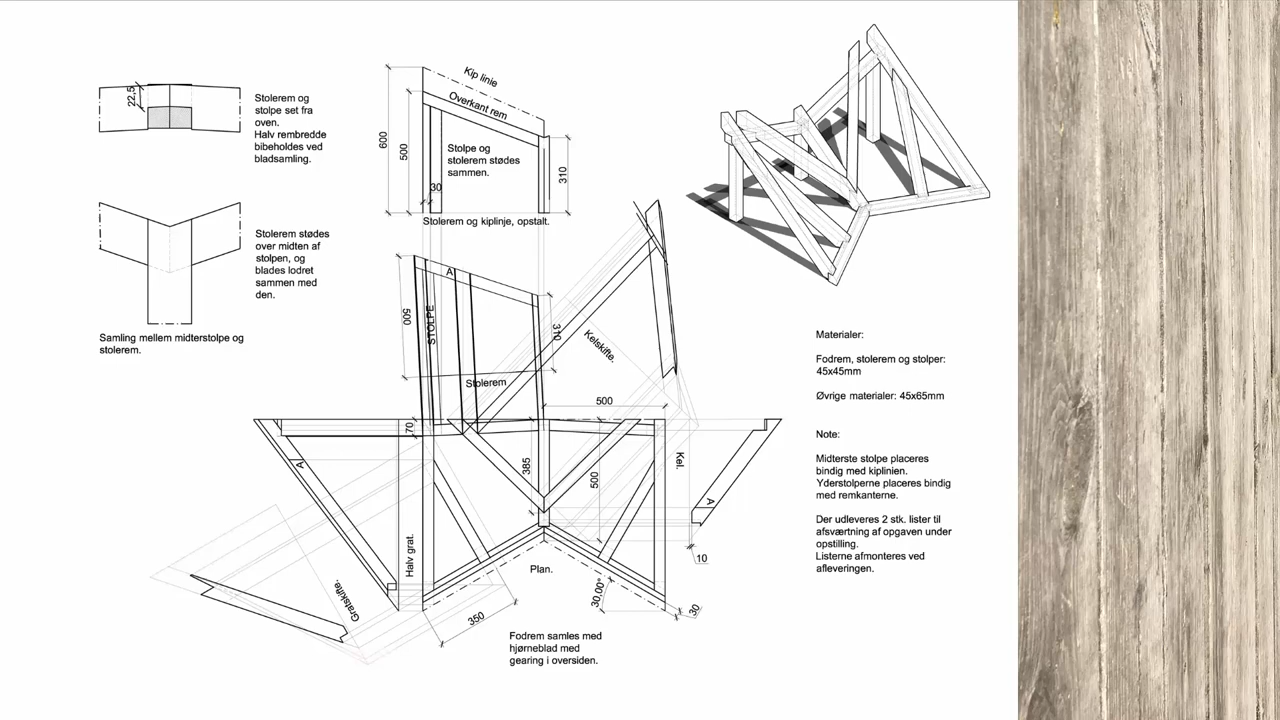 22,5
Stolerem og
stolpe set fra
oven.
Halv rembredde
bibeholdes ved
bladsamling.
Stolerem stødes
over midten af
stolpen, og
blades lodret
sammen med
den.
Samling mellem midterstolpe og
stolerem.
Kip linie
Overkant rem
600
500
Stolpe og
stolerem stødes
sammen.
30
310
Stolerem og kiplinje, opstalt.
A
500
STOLPE
310
Stolerem
Kelskifte.
500
70
A
385
500
Kel.
A
10
Halv grat.
Plan.
Gratskifte.
30,00°
350
30
Fodrem samles med
hjørneblad med
gearing i oversiden.
Materialer:
Fodrem, stolerem og stolper:
45x45mm
Øvrige materialer: 45x65mm
Note:
Midterste stolpe placeres
bindig med kiplinien.
Yderstolperne placeres bindig
med remkanterne.
Der udleveres 2 stk. lister til
afsværtning af opgaven under
opstilling.
Listerne afmonteres ved
afleveringen.